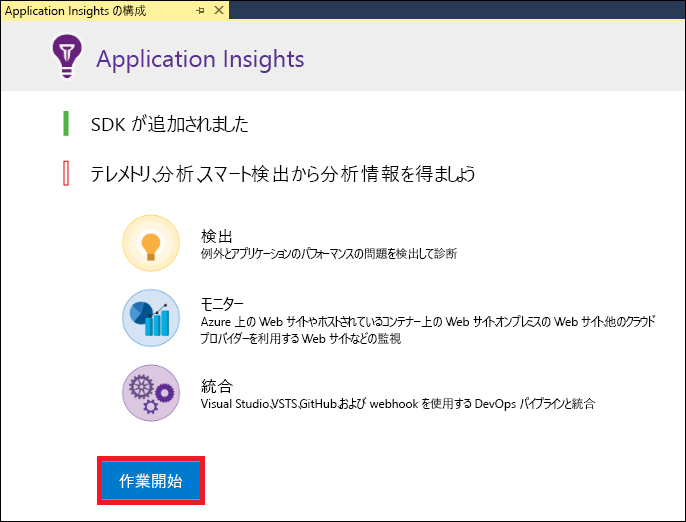 Application Insights の構成
Application Insights
SDK が追加されました
テレメトリ、分析、スマート検出から分析情報を得ましょう
検出
例外とアプリケーションのパフォーマンスの問題を検出して診断
モニター
Azure 上の Web サイトやホストされているコンテナー上の Web サイト、オンプレミスの Web サイト、他のクラウド
プロバイダーを利用する Web サイトなどの監視
統合
Visual Studio、VSTS、GitHub、および webhook を使用する DevOps パイプラインと統合
作業開始